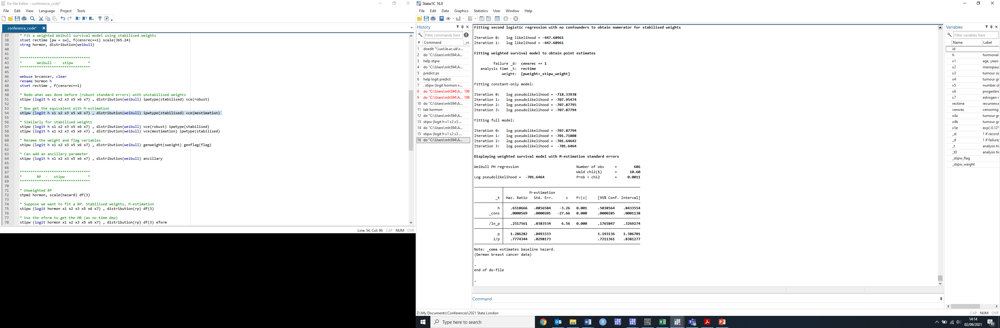 Do-file Editor - conference_code*
File Edit View Language Project Tools
conference_code*
37 * Fit a weighted Weibull survival model using stabilised weights
38 stset rectime [pw = sw], f(censrec==1) scale(365.24)
39 streg hormon, distribution(weibull)
40
41
42 *********************************
43 * Weibull - stipw *
44 *********************************
45
46 webuse brcancer, clear
47 rename hormon h
48 stset rectime , f(censrec==1)
49
50 * Redo what was done before (robust standard errors) with unstabilised weights
51 stipw (logit h x1 x2 x3 x5 x6 x7) , distribution(weibull) ipwtype(stabilised) vce(robust)
52
53 * Now get the equivalent with M-estimation
54 stipw (logit h x1 x2 x3 x5 x6 x7) , distribution(weibull) ipwtype(stabilised) vce(mestimation)
55
56 * Similarly for stabilised weights
57 stipw (logit h x1 x2 x3 x5 x6 x7) , distribution(weibull) vce(robust) ipwtype(stabilised)
58 stipw (logit h x1 x2 x3 x5 x6 x7) , distribution(weibull) vce(mestimation) ipwtype(stabilised)
59
60 * Rename the weight and flag variables
61 stipw (logit h x1 x2 x3 x5 x6 x7) , distribution(weibull) genweight(sweight) genflag(flag)
62
63 * Can add an ancillary parameter
64 stipw (logit h x1 x2 x3 x5 x6 x7) , distribution(weibull) ancillary
65
66
67 *********************************
68 * RP - stipw *
69 *********************************
70
71 * Unweighted RP
72 stpm2 hormon, scale(hazard) df(3)
73
74 * Suppose we want to fit a RP. Stabilised weights, M-estimation
75 stipw (logit hormon x1 x2 x3 x5 x6 x7) , distribution(rp) df(3)
76
77 * Use the eform to get the HR (as no time dep)
78 stipw (logit hormon x1 x2 x3 x5 x6 x7) , distribution(rp) df(3) eform
Line: 54, Col: 96 CAP NUM OVR
Stata/IC 16.0
File Edit Data Graphics Statistics User Window Help
History
Filter commands here
# Command _rc
1 doedit "\\uol.le.ac.uk\r...
2 do "C:\Users\mh594\A...
3 help stipw
4 do "C:\Users\mh594\A...
5 predict ps
6 help logit predict
7 . stipw (logit hormon x...
8 do "C:\Users\mh594\A... 198
9 do "C:\Users\mh594\A... 198
10 do "C:\Users\mh594\A...
11 tab hormon
12 do "C:\Users\mh594\A...
13 stipw (logit h x1 x2 x3 ...
14 do "C:\Users\mh594\A...
15 stipw (logit h x1 x2 x3 ...
16 do "C:\Users\mh594\A...
Fitting second logistic regression with no confounders to obtain numerator for stabilised weights
Iteration 0: log likelihood = -447.68961
Iteration 1: log likelihood = -447.68961
Fitting weighted survival model to obtain point estimates
failure _d: censrec == 1
analysis time _t: rectime
weight: [pweight=_stipw_weight]
Fitting constant-only model:
Iteration 0: log pseudolikelihood = -718.33938
Iteration 1: log pseudolikelihood = -707.95474
Iteration 2: log pseudolikelihood = -707.87795
Iteration 3: log pseudolikelihood = -707.87794
Fitting full model:
Iteration 0: log pseudolikelihood = -707.87794
Iteration 1: log pseudolikelihood = -701.71808
Iteration 2: log pseudolikelihood = -701.64642
Iteration 3: log pseudolikelihood = -701.6464
Displaying weighted survival model with M-estimation standard errors
Weibull PH regression Number of obs = 686
Wald chi2(1) = 10.60
Log pseudolikelihood = -701.6464 Prob > chi2 = 0.0011
M-estimation
_t Haz. Ratio Std. Err. z P>|z| [95% Conf. Interval]
h .6518666 .0856584 -3.26 0.001 .5038564 .8433554
_cons .0000569 .0000201 -27.66 0.000 .0000285 .0001138
/ln_p .2517561 .0383534 6.56 0.000 .1765847 .3269274
p 1.286282 .0493333 1.193136 1.386701
1/p .7774344 .0298173 .7211361 .8381277
Note: _cons estimates baseline hazard.
(German breast cancer data)
.
end of do-file
.
Command
Variables
Filter variables here
Name Label
id
h hormonal
x1 age, years
x2 menopaus
x3 tumour siz
x4 tumour gr
x5 number of
x6 progesterc
x7 estrogen r
rectime recurrence
censrec censoring
x4a tumour gr
x4b tumour gr
x5e exp(-0.12*
_st 1 if record
_d 1 if failure;
_t analysis tir
_t0 analysis tir
_stipw_flag
_stipw_weight
Z:\My Documents\Conferences\2021 Stata London
CAP NUM OVR
Type here to search
14:14
02/09/2021